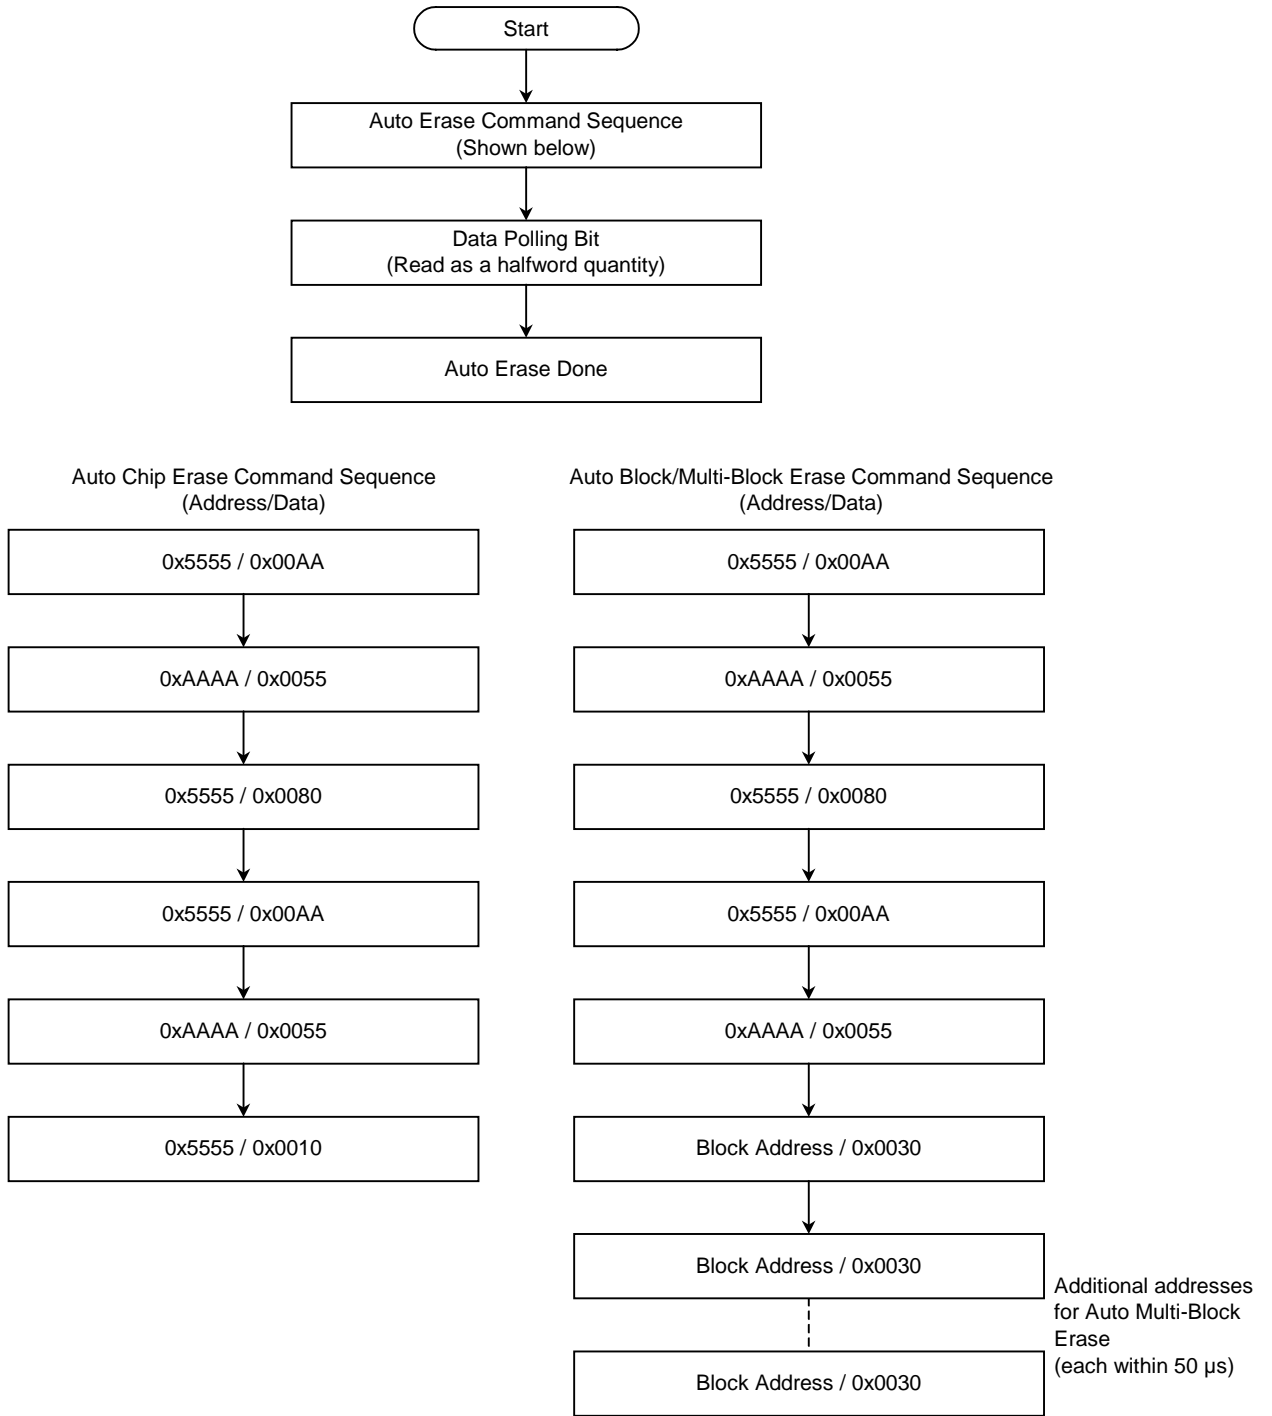 Start
Auto Erase Command Sequence
(Shown below)
Data Polling Bit
(Read as a halfword quantity)
Auto Erase Done
Auto Chip Erase Command Sequence
(Address/Data)
0x5555 / 0x00AA
0xAAAA / 0x0055
0x5555 / 0x0080
0x5555 / 0x00AA
0xAAAA / 0x0055
0x5555 / 0x0010
Auto Block/Multi-Block Erase Command Sequence
(Address/Data)
0x5555 / 0x00AA
0xAAAA / 0x0055
0x5555 / 0x0080
0x5555 / 0x00AA
0xAAAA / 0x0055
Block Address / 0x0030
Block Address / 0x0030
Block Address / 0x0030
Additional addresses
for Auto Multi-Block
Erase
(each within 50 µs)